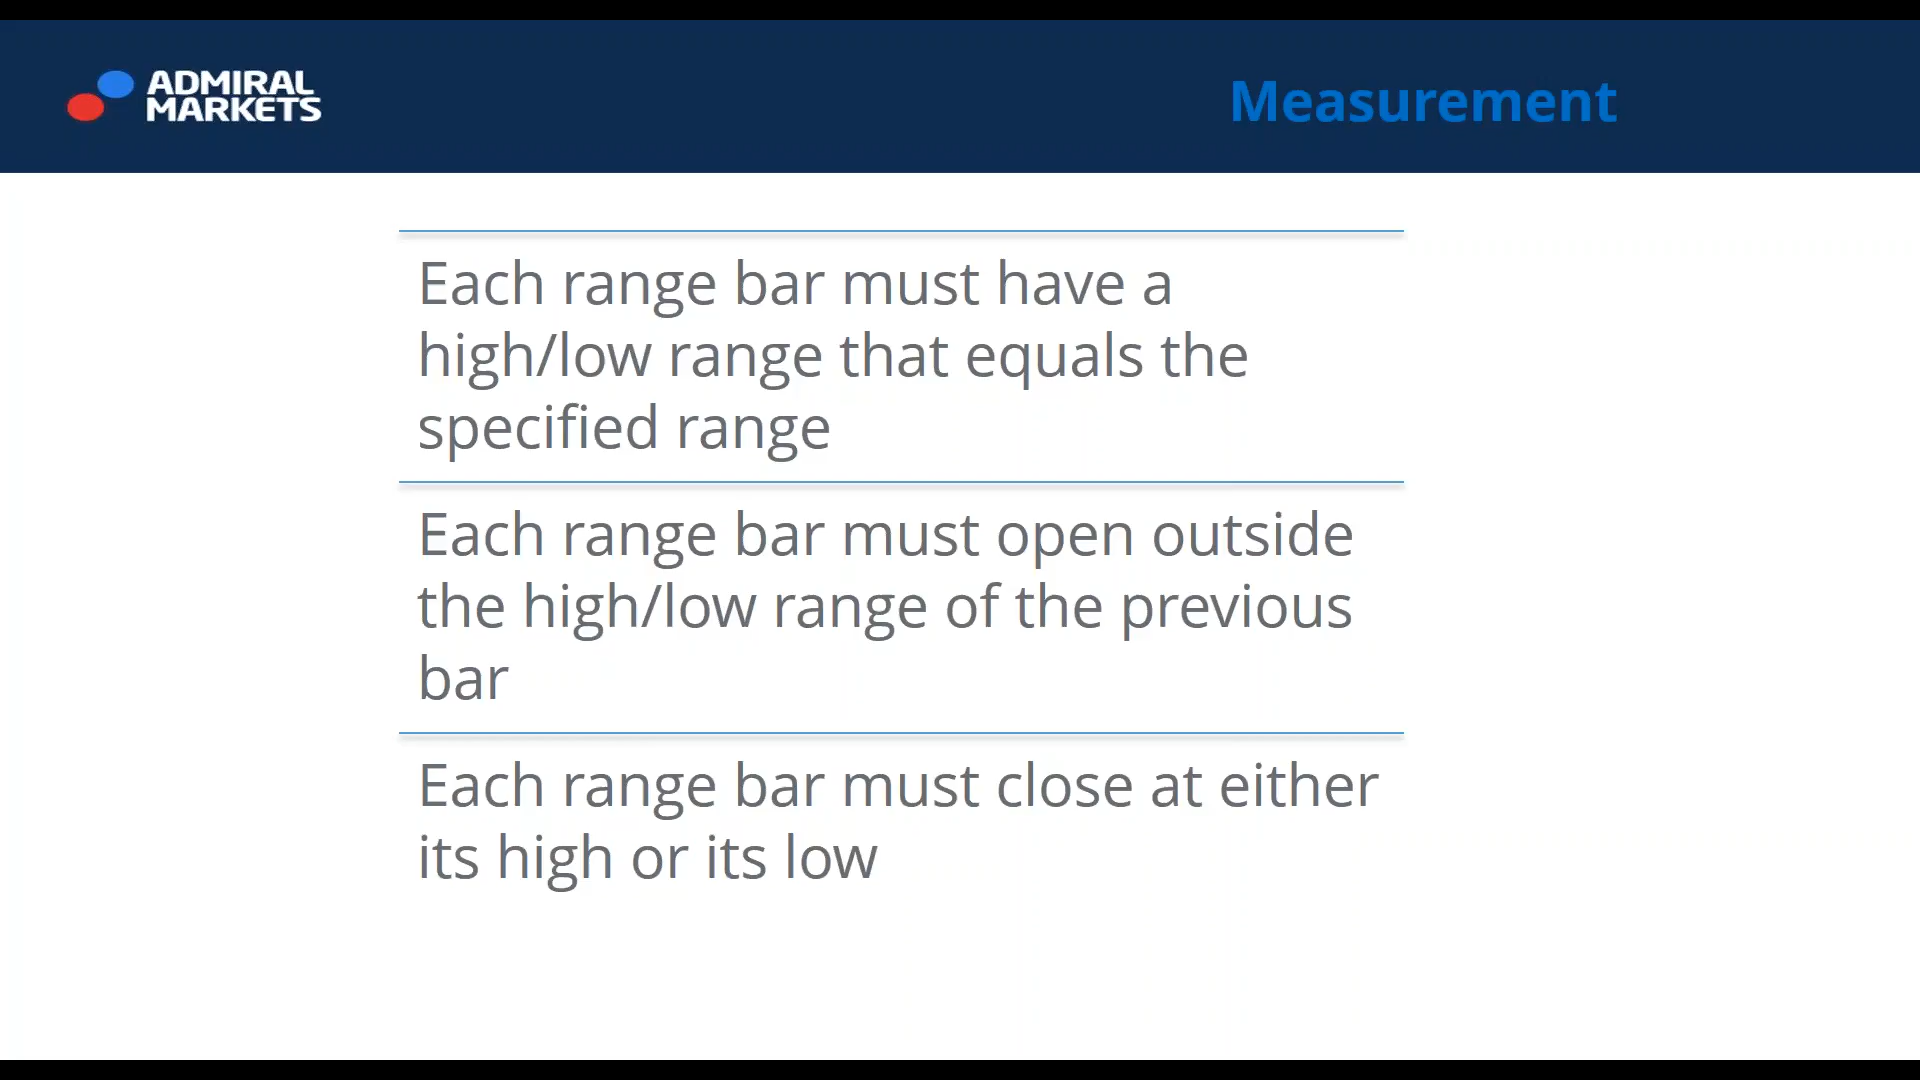 ADMIRAL
MARKETS
Measurement
Each range bar must have a
high/low range that equals the
specified range
Each range bar must open outside
the high/low range of the previous
bar
Each range bar must close at either
its high or its low